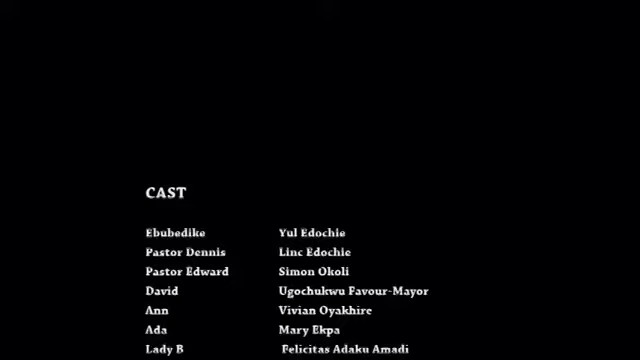 CAST
Ebubedike Yul Edochie
Pastor Dennis Linc Edochie
Pastor Edward Simon Okoli
David Ugochukwu Favour-Mayor
Ann Vivian Oyakhire
Ada Mary Ekpa
Lady B Felicitas Adaku Amadi